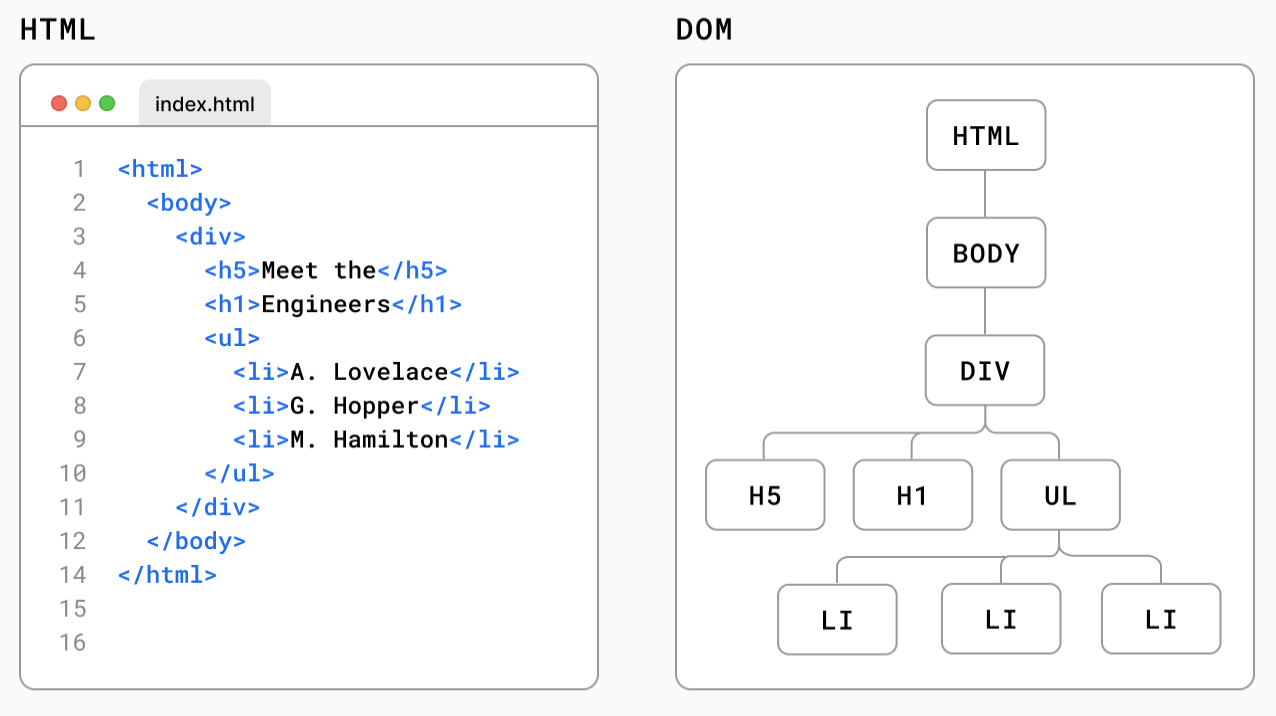 HTML
index.html
1 <html>
2 <body>
3 <div>
4 <h5>Meet the</h5>
5 <h1>Engineers</h1>
6 <ul>
7 <li>A. Lovelace</li>
8 <li>G. Hopper</li>
9 <li>M. Hamilton</li>
10 </ul>
11 </div>
12 </body>
14 </html>
15
16
DOM
HTML
BODY
DIV
H5 H1 UL
LI LI LI